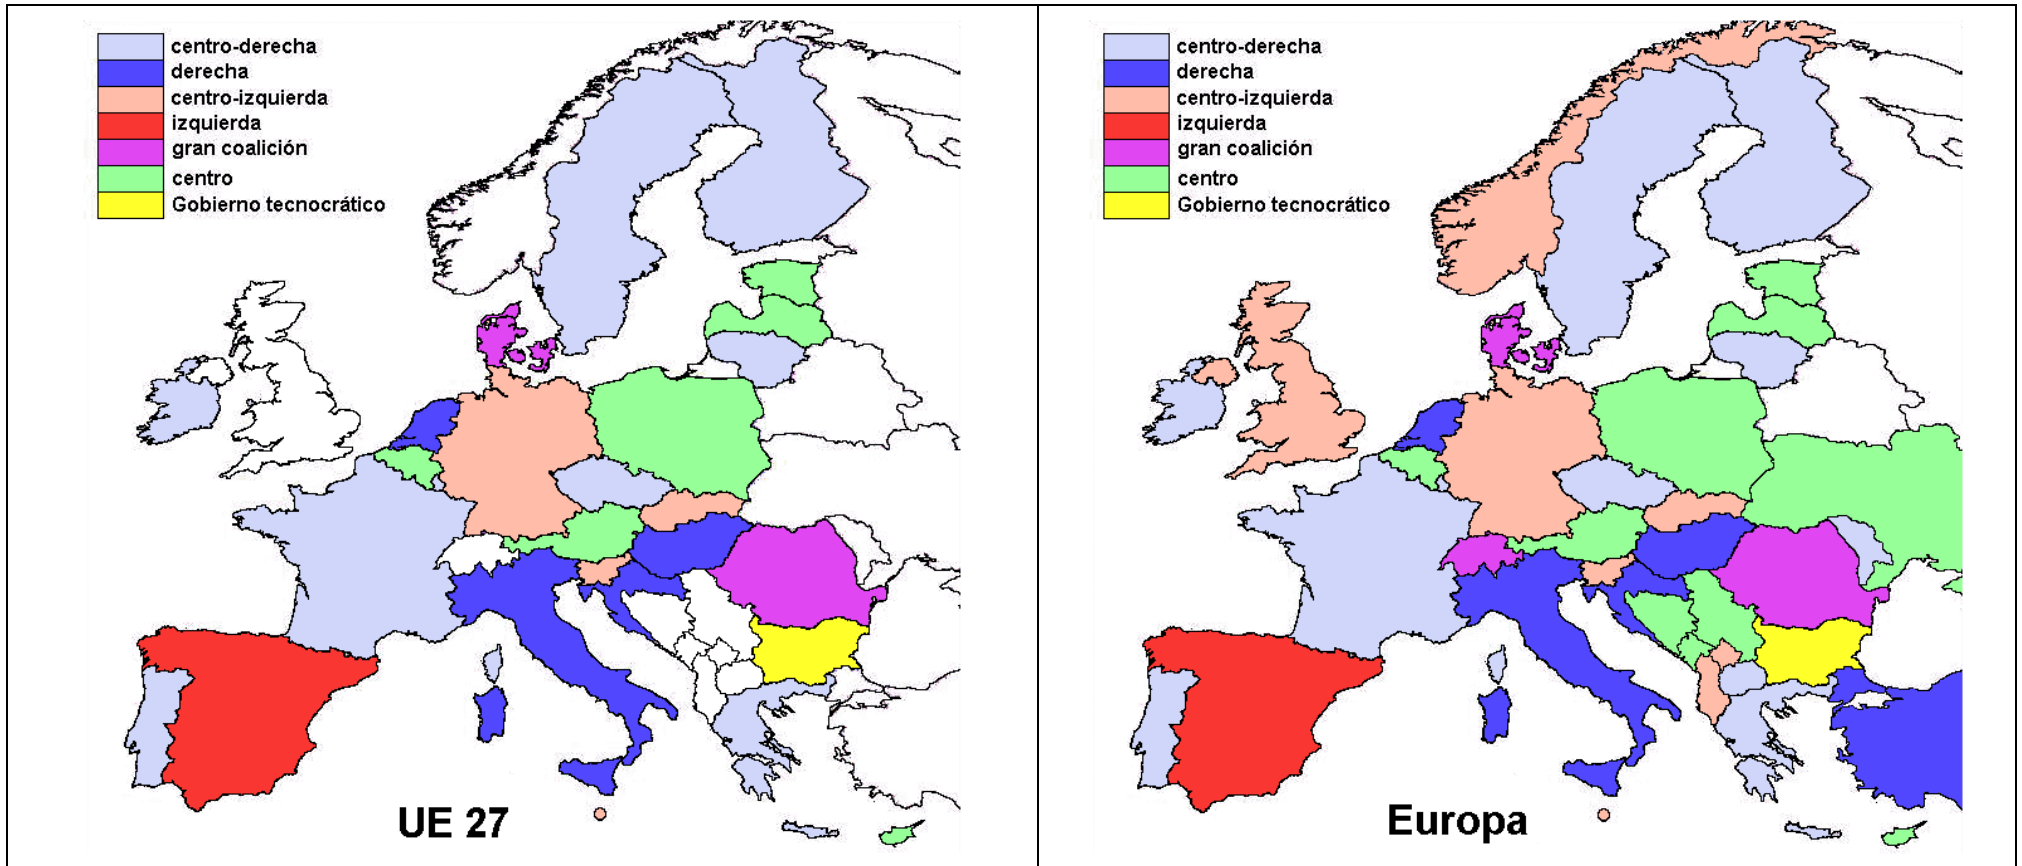 centro-derecha
derecha
centro-izquierda
izquierda
gran coalición
centro
Gobierno tecnocrático
UE 27
centro-derecha
derecha
centro-izquierda
izquierda
gran coalición
centro
Gobierno tecnocrático
Europa